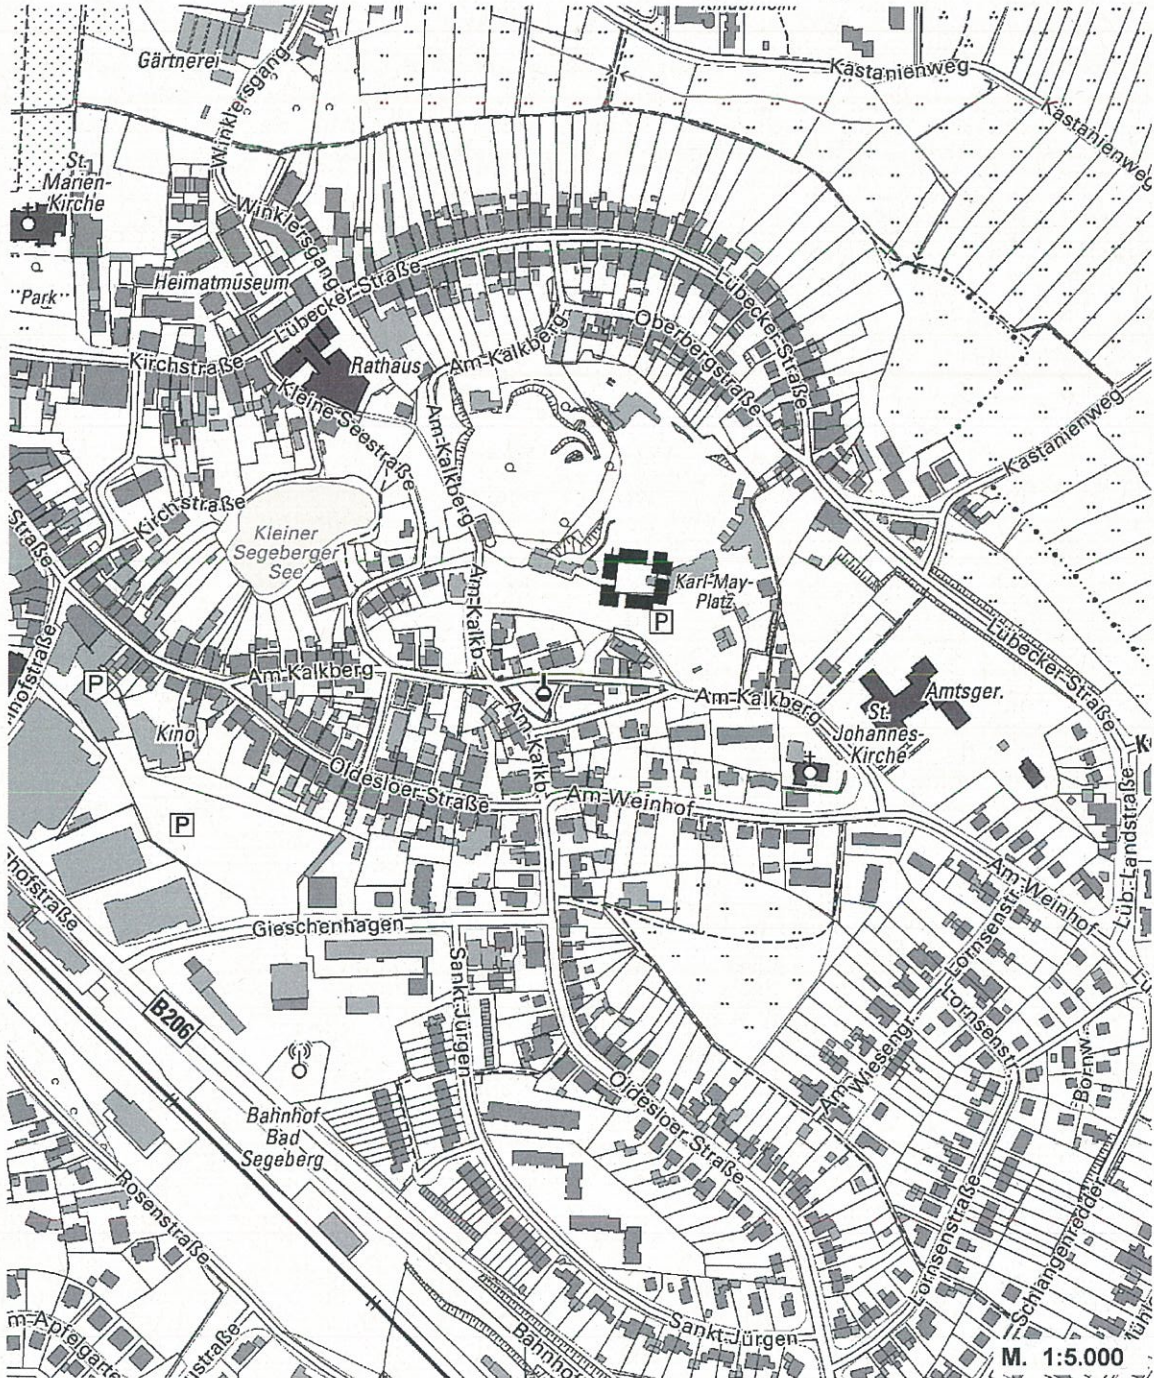 Gärtnerei
Winklersgang
Kastanienweg
Kastanienweg
St.
Marien-
Kirche
Winklersgang
"Park"
Heimatmuseum
Lübecker-Straße
Lübecker-Straße
Oberbergstraße
Kirchstraße
Rathaus
Am-Kalkberg
Kleine-Seestraße
Am-Kalkberg
Kastanienweg
Kirchstraße
Straße
Kleiner
Segeberger
See
Am-Kalkb.
Karl-May-
Platz
P
Lübecker-Straße
Am-Kalkberg
Am-Kalkberg
Amtsger.
St.
Johannes-
Kirche
P
Kino
Am-Kalkb.
Oldesloer-Straße
Am-Weinhof
P
Lüb.-Landstraße
Am-Weinhof
hofstraße
Gieschenhagen
Sankt-Jürgen
Lornsenstr.
Lornsenst
B206
Am-Wiesengr.
Bornw.
Bahnhof
Bad
Segeberg
Oldesloer-Straße
Rosenstraße
Lornsenstraße
Schlangenredder
Sankt-Jürgen
Bahnhof
m-Apfelgarte
straße
M. 1:5.000